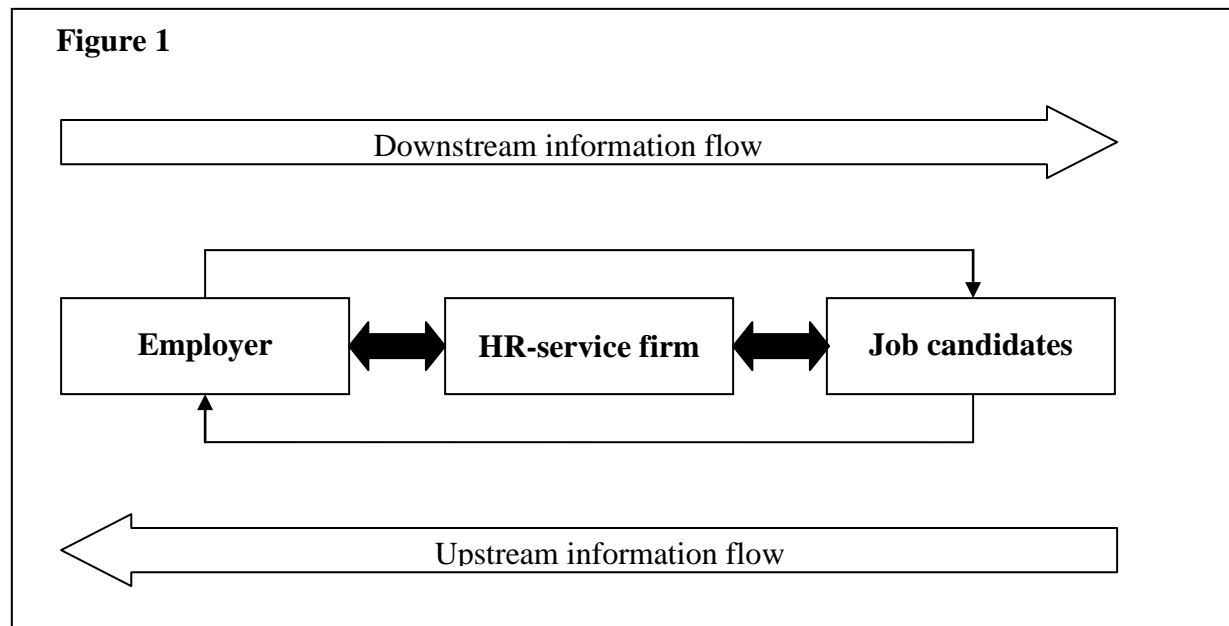 Figure 1
Downstream information flow
Employer
HR-service firm
Job candidates
Upstream information flow